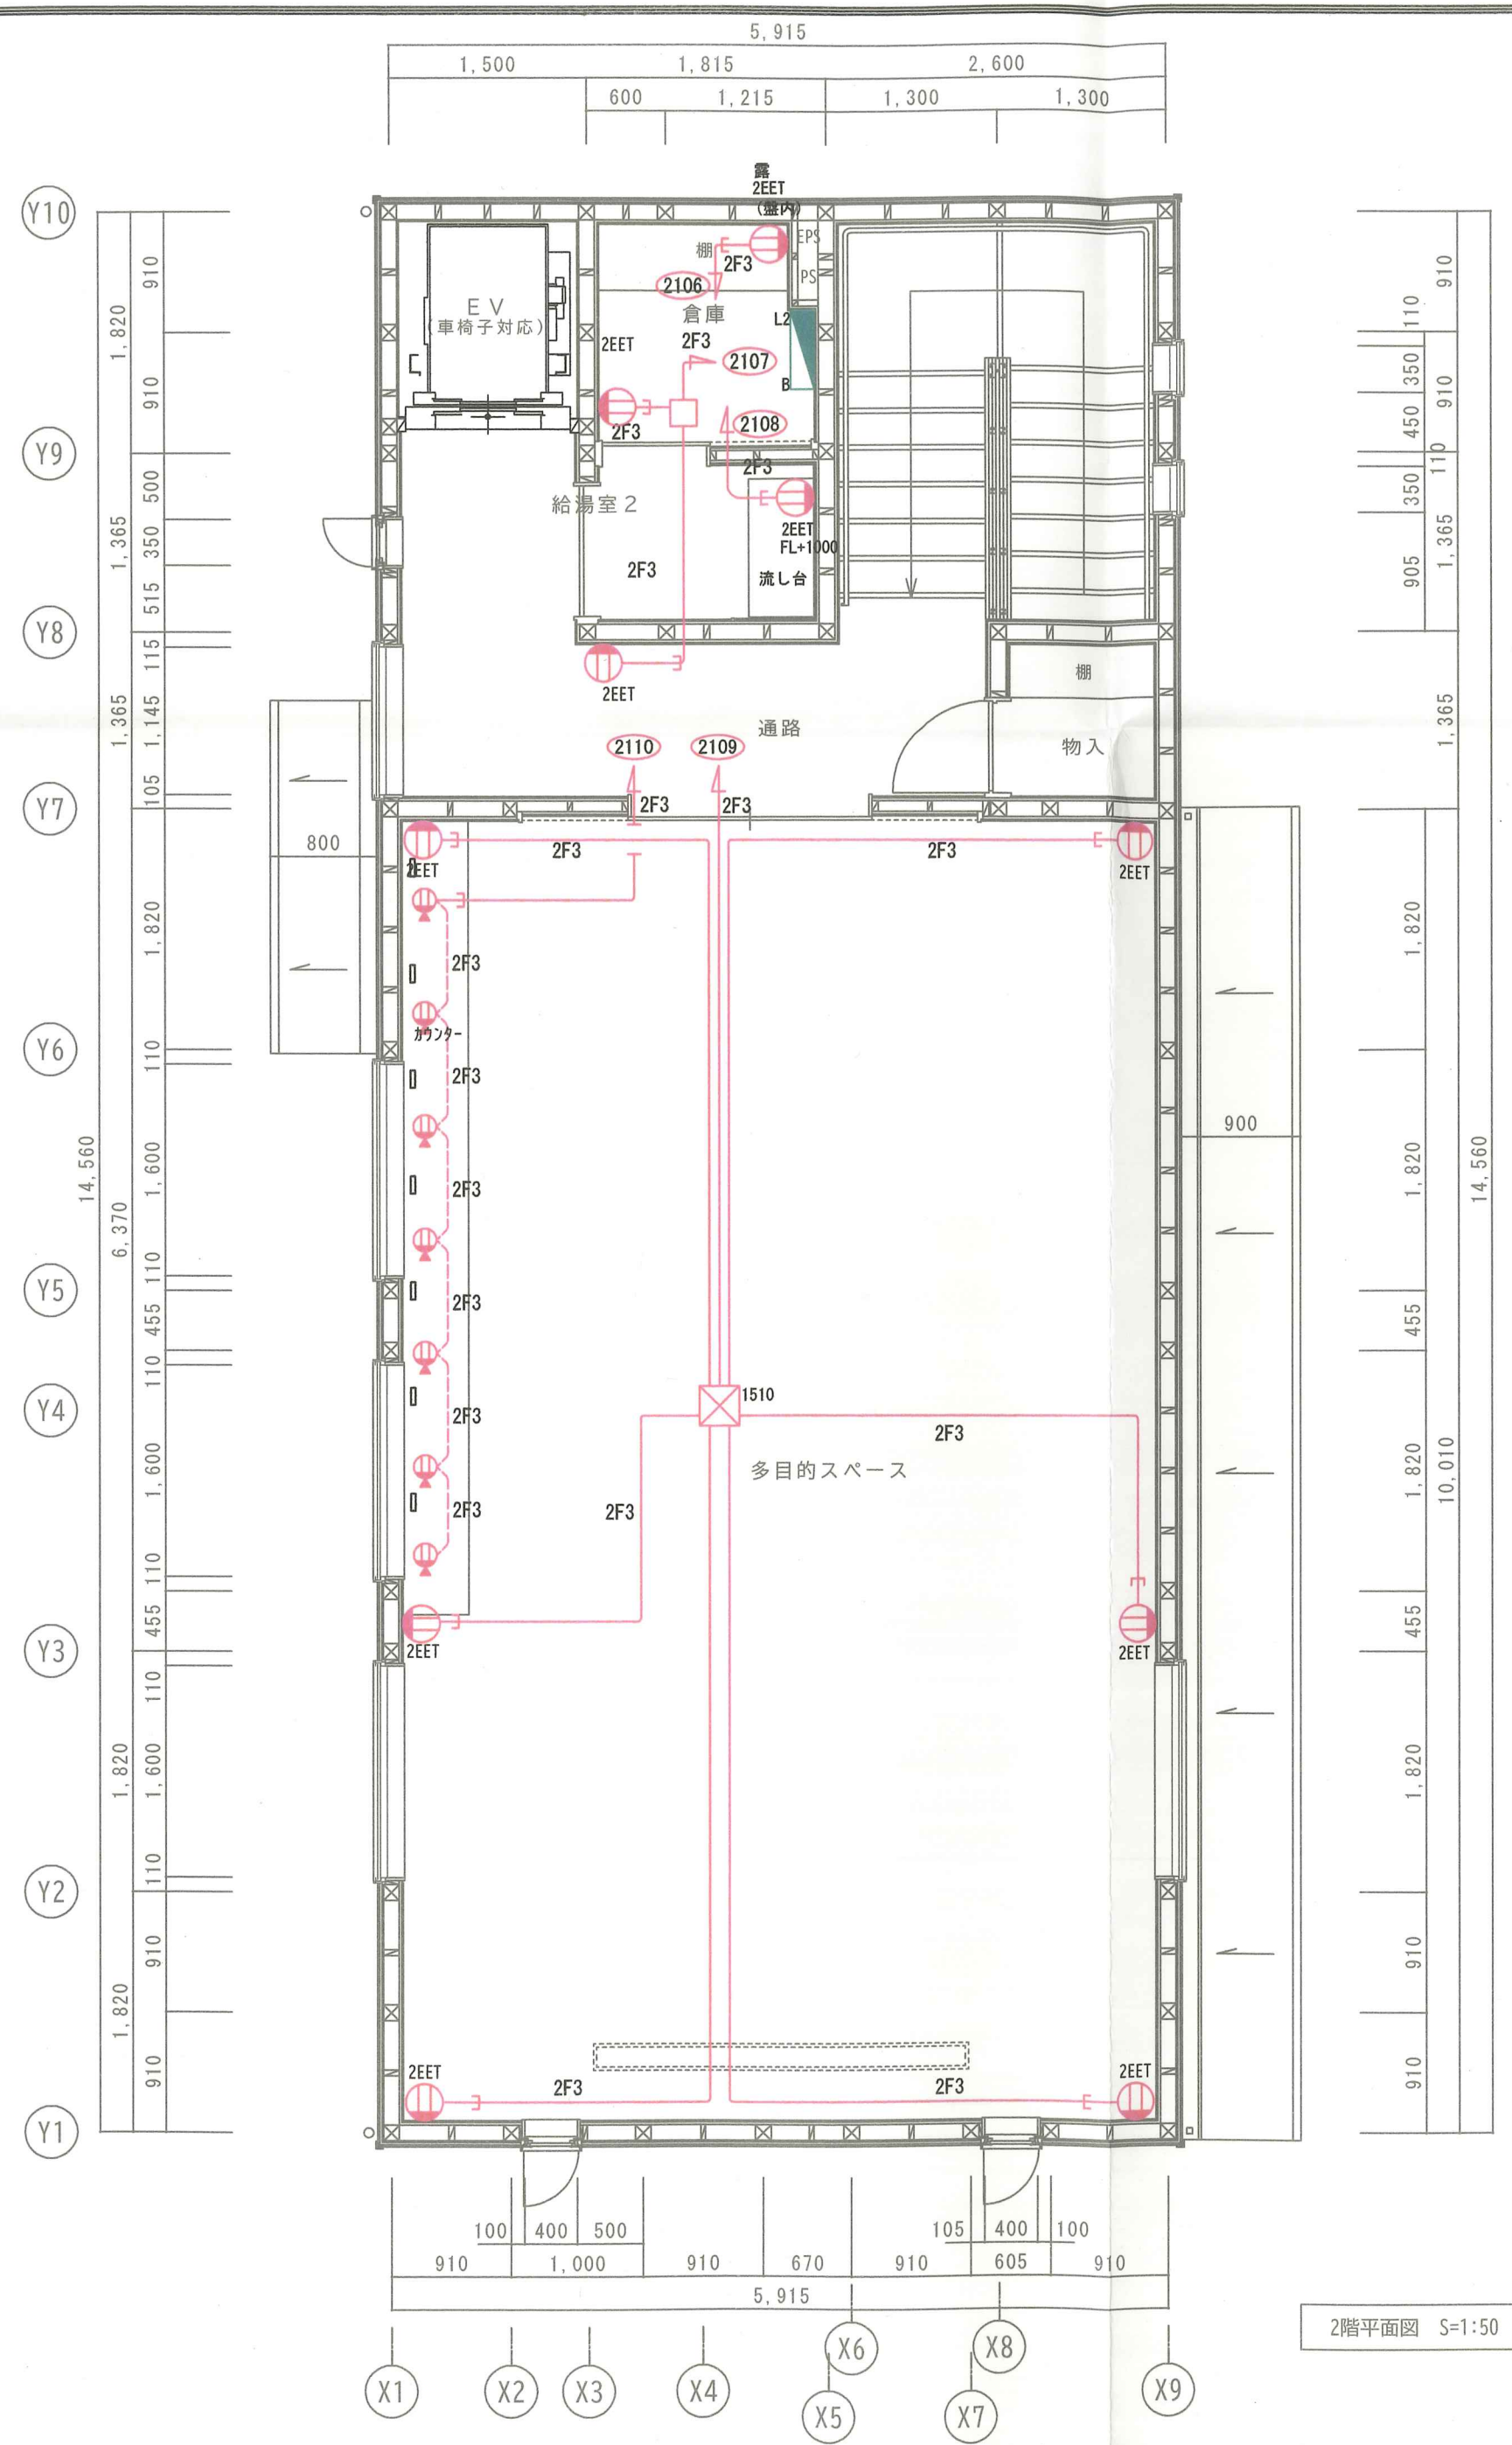 5,915
1,500 1,815 2,600
600 1,215 1,300 1,300
露
2EET
(盤内)
Y10
EPS
棚
2F3
PS
2106
EV
(車椅子対応)
倉庫
L2
2EET
2F3
2107
B
2108
2F3
2F3
Y9
給湯室2
2EET
FL+1000
2F3
流し台
Y8
2EET
棚
通路
物入
2110 2109
Y7
2F3 2F3
800
2F3 2F3
2EET 2EET
2F3
カウンター
Y6
2F3
900
2F3
Y5
2F3
1510
Y4
2F3
2F3
多目的スペース
2F3
2F3
2EET 2EET
Y3
Y2
2EET 2EET
2F3 2F3
Y1
910 910 500 350 515 115 1,145 105 1,820 110 1,600 110 455 110 1,600 110 455 110 1,600 110 910 910
1,820 1,365 1,365 6,370 1,820 1,820
14,560
110 350 450 350 905
910 910 110 1,365 1,365
1,820 1,820 455 1,820 455 1,820 910 910
10,010
14,560
100 400 500 105 400 100
910 1,000 910 670 910 605 910
5,915
X1 X2 X3 X4 X5 X6 X7 X8 X9
2階平面図 S=1:50